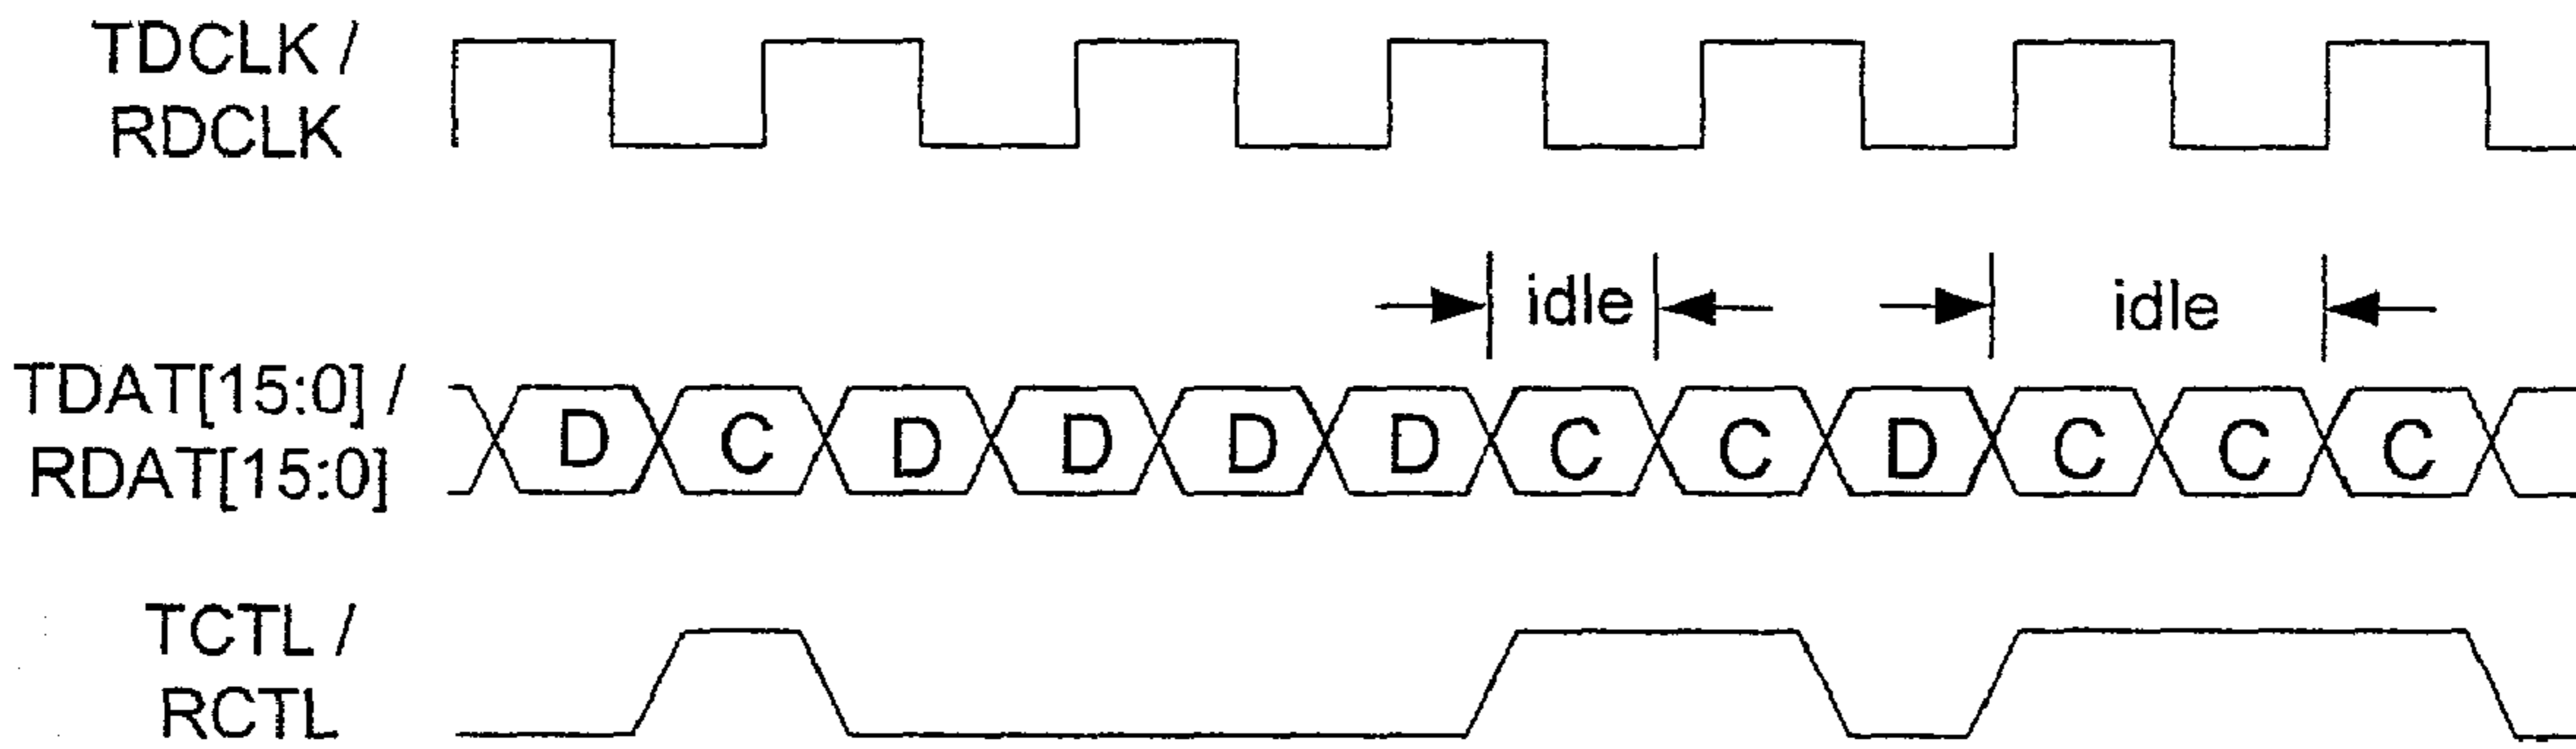 TDCLK /
RDCLK
idle idle
TDAT[15:0] /
RDAT[15:0]
D C D D D D C C D C C C
TCTL /
RCTL